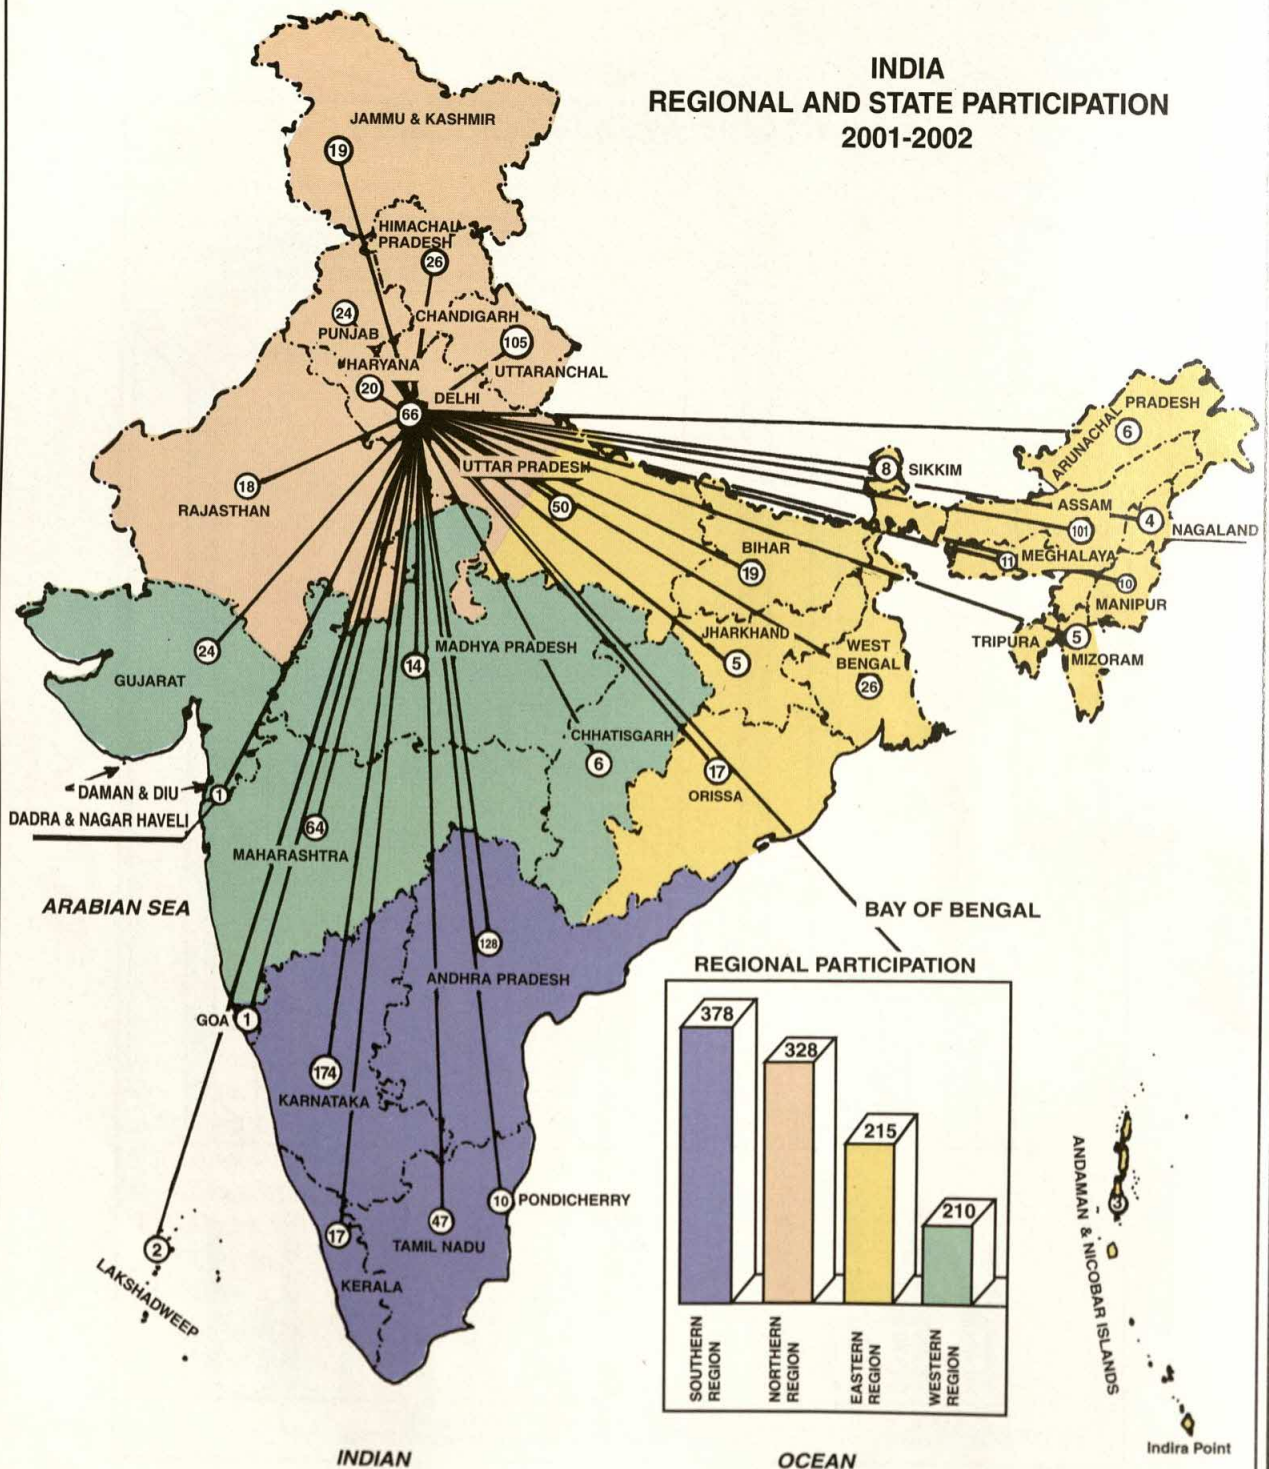 INDIA
REGIONAL AND STATE PARTICIPATION
2001-2002
JAMMU & KASHMIR
19
HIMACHAL
PRADESH
26
24
PUNJAB
CHANDIGARH
105
UTTARANCHAL
HARYANA
20
DELHI
66
18
RAJASTHAN
UTTAR PRADESH
50
ARUNACHAL
PRADESH
6
8
SIKKIM
ASSAM
101
4
NAGALAND
11
MEGHALAYA
10
MANIPUR
TRIPURA
5
MIZORAM
BIHAR
19
JHARKHAND
5
WEST
BENGAL
26
24
GUJARAT
14
MADHYA PRADESH
CHHATISGARH
6
17
ORISSA
DAMAN & DIU
1
DADRA & NAGAR HAVELI
64
MAHARASHTRA
ARABIAN SEA
BAY OF BENGAL
128
ANDHRA PRADESH
GOA
1
174
KARNATAKA
10
PONDICHERRY
17
47
TAMIL NADU
KERALA
2
LAKSHADWEEP
REGIONAL PARTICIPATION
378
328
215
210
SOUTHERN
REGION
NORTHERN
REGION
EASTERN
REGION
WESTERN
REGION
ANDAMAN & NICOBAR ISLANDS
3
Indira Point
INDIAN
OCEAN